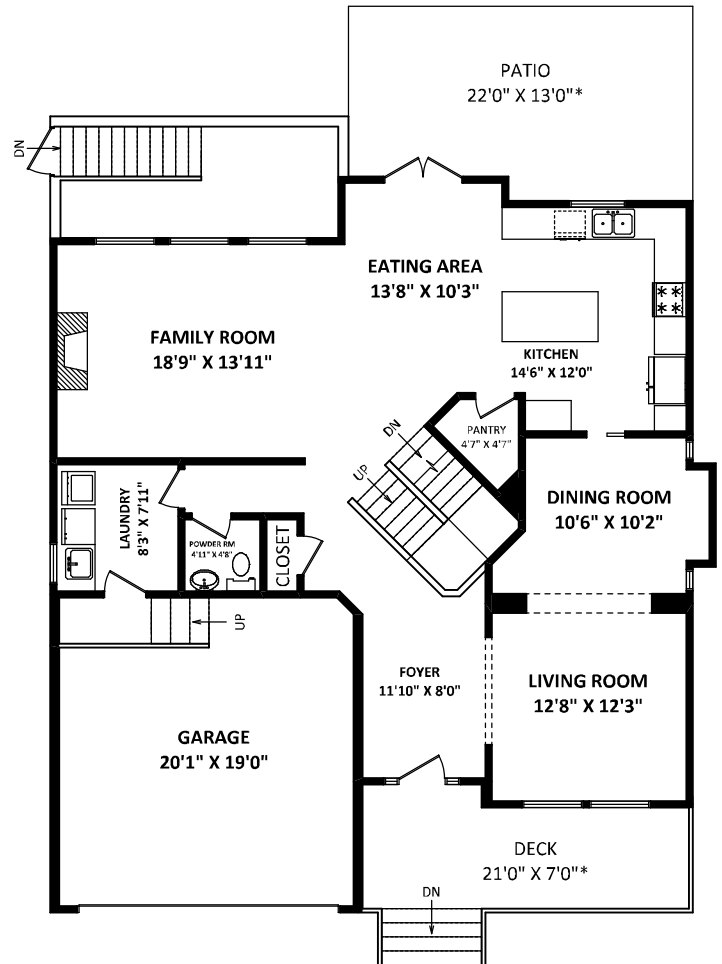 PATIO
22'0" X 13'0"*
DN
EATING AREA
13'8" X 10'3"
FAMILY ROOM
18'9" X 13'11"
KITCHEN
14'6" X 12'0"
PANTRY
4'7" X 4'7"
DN
UP
LAUNDRY
8'3" X 7'11"
POWDER RM
4'11" X 4'8"
CLOSET
DINING ROOM
10'6" X 10'2"
UP
FOYER
11'10" X 8'0"
LIVING ROOM
12'8" X 12'3"
GARAGE
20'1" X 19'0"
DECK
21'0" X 7'0"*
DN